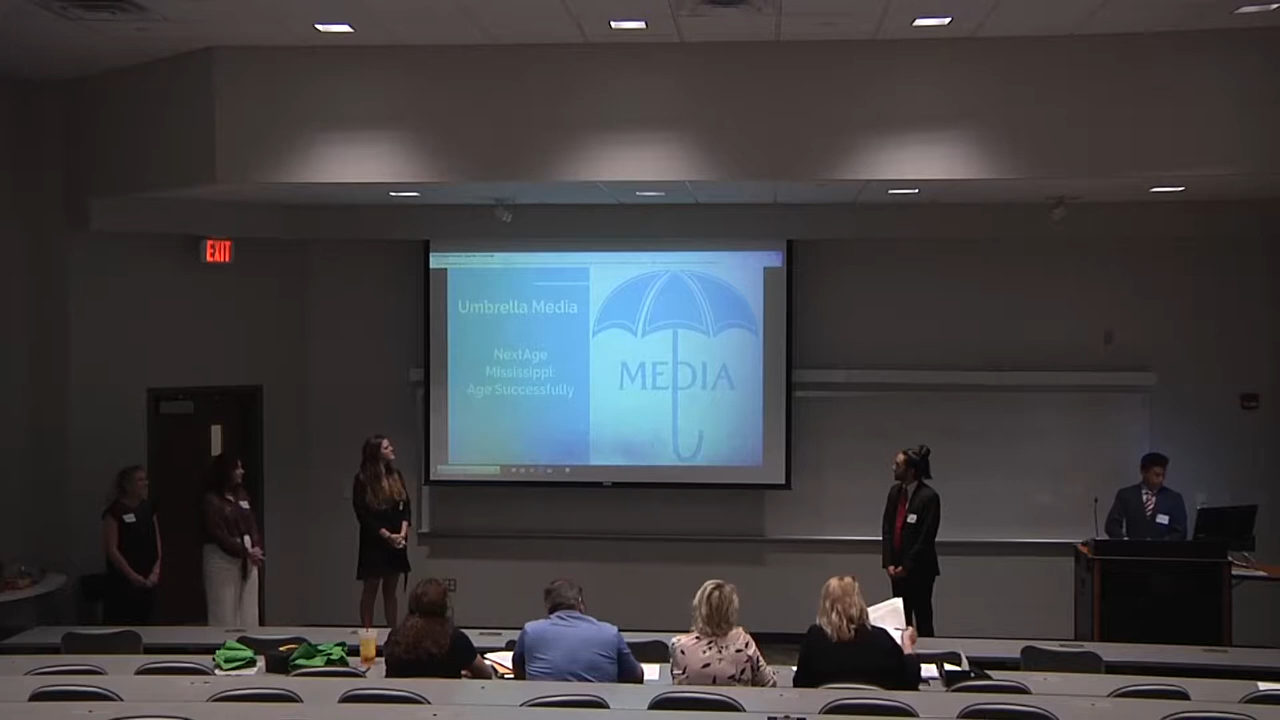 EXIT
Umbrella Media
NextAge
Mississippi:
Age Successfully
MEDIA